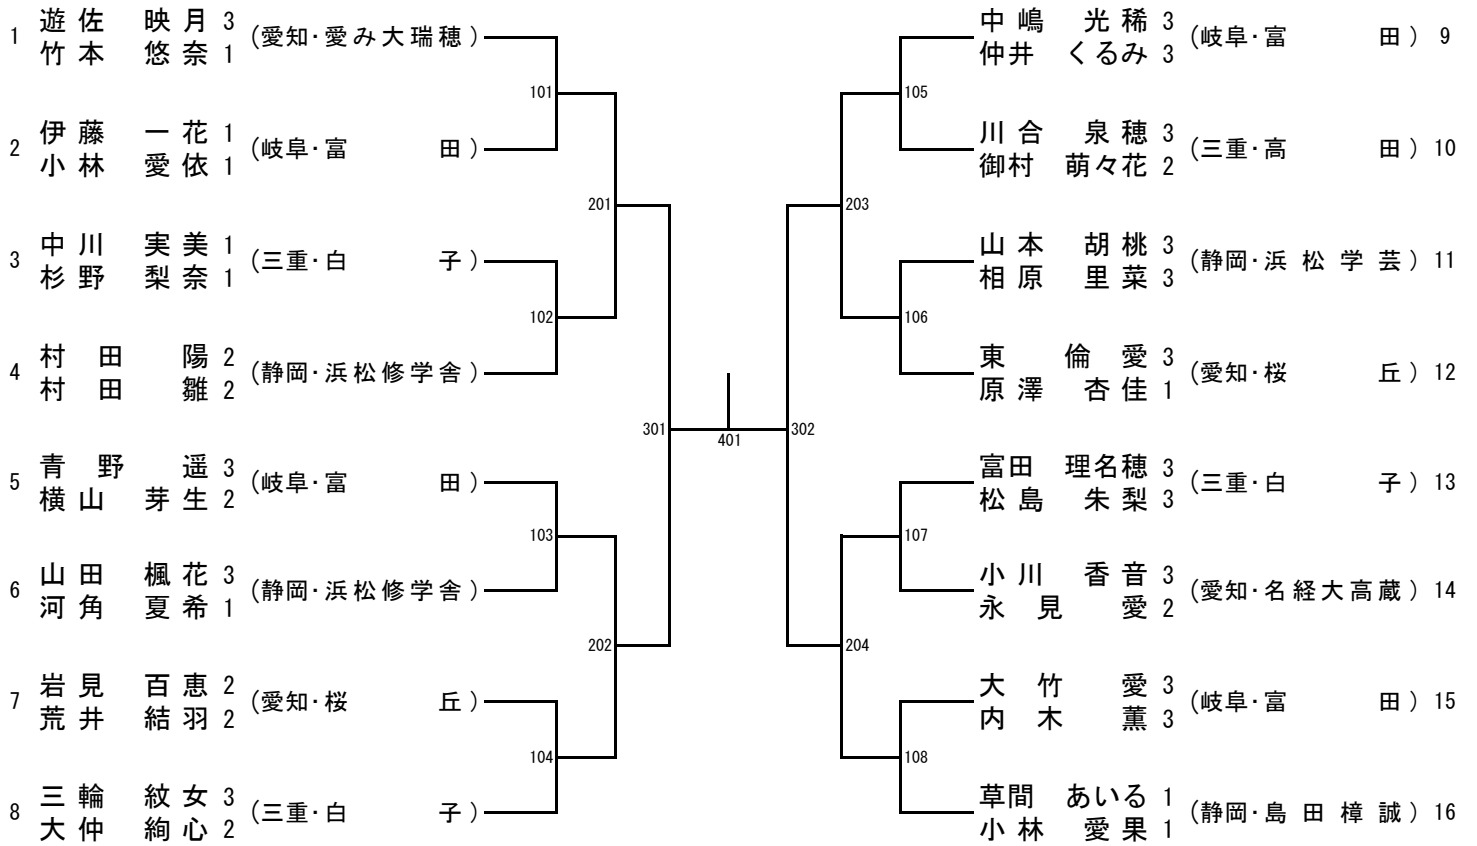 1 遊佐 映月 3 (愛知・愛み大瑞穂)
竹本 悠奈 1
101
2 伊藤 一花 1 (岐阜・富田)
小林 愛依 1
201
3 中川 実美 1 (三重・白子)
杉野 梨奈 1
102
4 村田 陽 2 (静岡・浜松修学舎)
村田 雛 2
301
5 青野 遥 3 (岐阜・富田)
横山 芽生 2
103
6 山田 楓花 3 (静岡・浜松修学舎)
河角 夏希 1
202
7 岩見 百恵 2 (愛知・桜丘)
荒井 結羽 2
104
8 三輪 紋女 3 (三重・白子)
大仲 絢心 2
401
中嶋 光稀 3 (岐阜・富田) 9
仲井 くるみ 3
105
川合 泉穂 3 (三重・高田) 10
御村 萌々花 2
203
山本 胡桃 3 (静岡・浜松学芸) 11
相原 里菜 3
106
東 倫愛 3 (愛知・桜丘) 12
原澤 杏佳 1
302
富田 理名穂 3 (三重・白子) 13
松島 朱梨 3
107
小川 香音 3 (愛知・名経大高蔵) 14
永見 愛 2
204
大竹 愛 3 (岐阜・富田) 15
内木 薫 3
108
草間 あいる 1 (静岡・島田樟誠) 16
小林 愛果 1